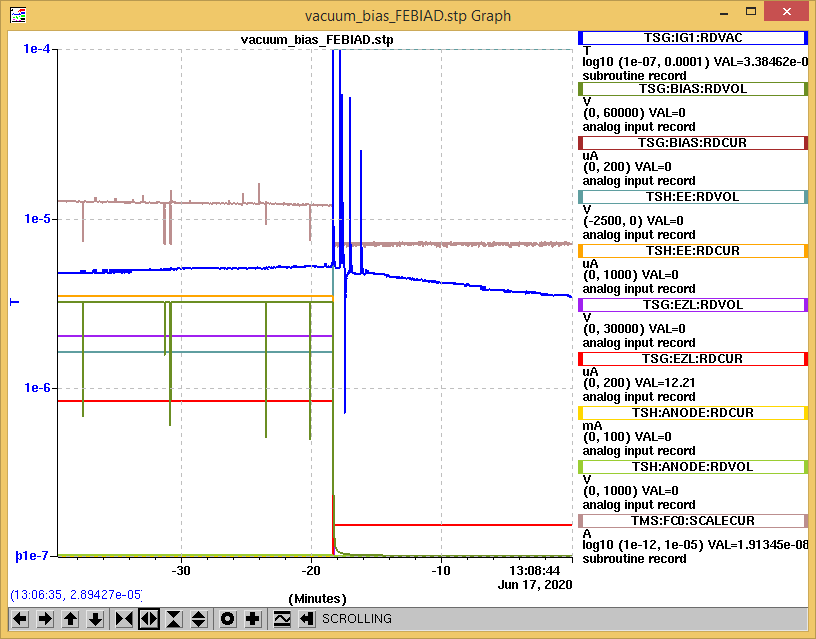 vacuum_bias_FEBIAD.stp Graph
vacuum_bias_FEBIAD.stp
1e-4
1e-5
T
1e-6
1e-7
-30
-20
-10
13:08:44
Jun 17, 2020
(Minutes)
(13:06:35, 2.89427e-05)
TSG:IG1:RDVAC
T
log10 (1e-07, 0.0001) VAL=3.38462e-0
subroutine record
TSG:BIAS:RDVOL
V
(0, 60000) VAL=0
analog input record
TSG:BIAS:RDCUR
uA
(0, 200) VAL=0
analog input record
TSH:EE:RDVOL
V
(-2500, 0) VAL=0
analog input record
TSH:EE:RDCUR
uA
(0, 1000) VAL=0
analog input record
TSG:EZL:RDVOL
V
(0, 30000) VAL=0
analog input record
TSG:EZL:RDCUR
uA
(0, 200) VAL=12.21
analog input record
TSH:ANODE:RDCUR
mA
(0, 100) VAL=0
analog input record
TSH:ANODE:RDVOL
V
(0, 1000) VAL=0
analog input record
TMS:FC0:SCALECUR
A
log10 (1e-12, 1e-05) VAL=1.91345e-08
subroutine record
SCROLLING